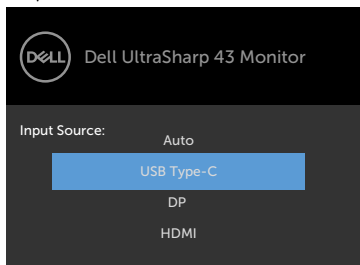 DELL
Dell UltraSharp 43 Monitor
Input Source:
Auto
USB Type-C
DP
HDMI